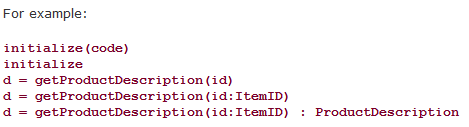 For example:
initialize(code)
initialize
d = getProductDescription(id)
d = getProductDescription(id:ItemID)
d = getProductDescription(id:ItemID) : ProductDescription